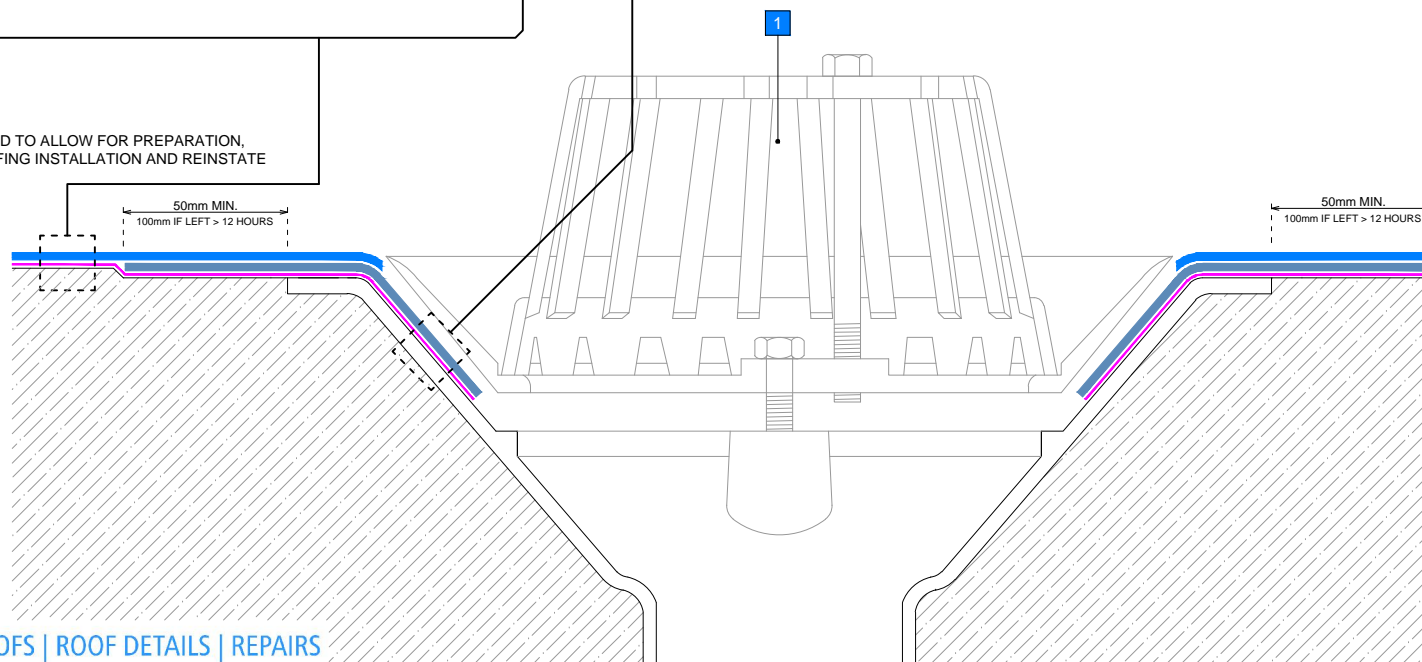 1
D TO ALLOW FOR PREPARATION,
FING INSTALLATION AND REINSTATE
50mm MIN.
100mm IF LEFT > 12 HOURS
50mm MIN.
100mm IF LEFT > 12 HOURS
OFS | ROOF DETAILS | REPAIRS